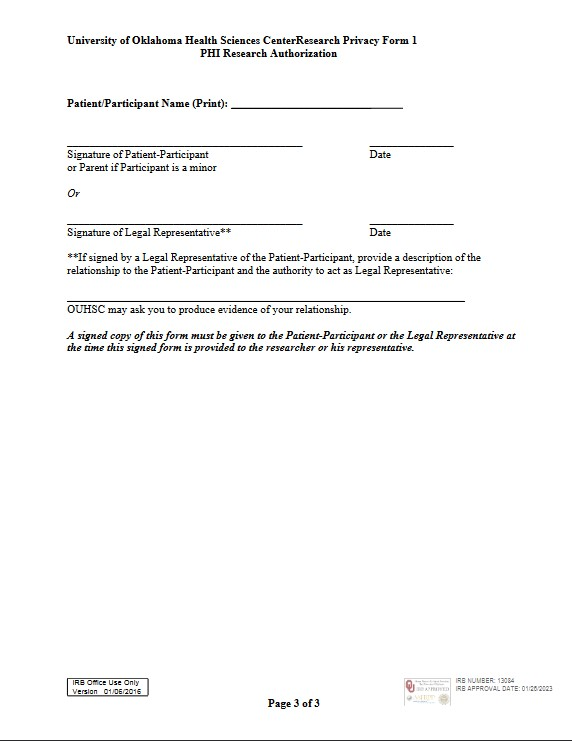 University of Oklahoma Health Sciences CenterResearch Privacy Form 1
PHI Research Authorization
Patient/Participant Name (Print):
Signature of Patient-Participant
Date
or Parent if Participant is a minor
Or
Signature of Legal Representative**
Date
**If signed by a Legal Representative of the Patient-Participant, provide a description of the
relationship to the Patient-Participant and the authority to act as Legal Representative:
OUHSC may ask you to produce evidence of your relationship.
A signed copy of this form must be given to the Patient-Participant or the Legal Representative at
the time this signed form is provided to the researcher or his representative.
IRB Office Use Only
Version 01/06/2016
IRB APPROVED
IRB NUMBER: 13084
IRB APPROVAL DATE: 01/25/2023
Page 3 of 3